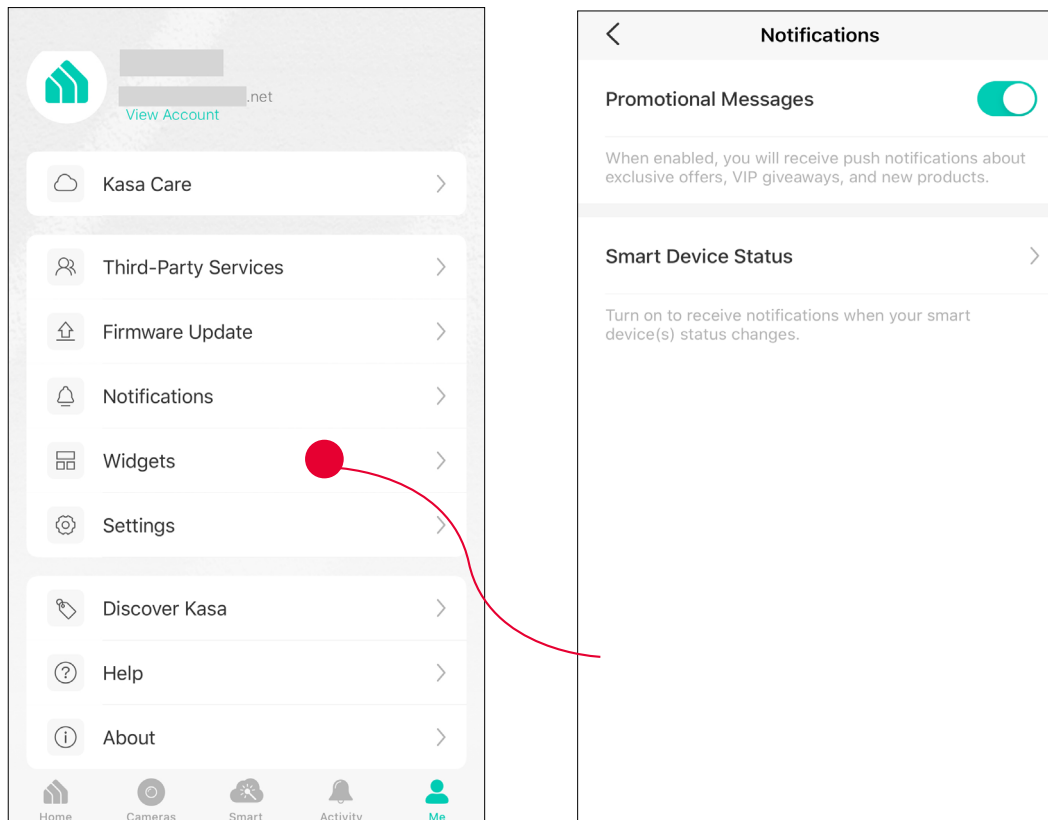 .net
View Account
Kasa Care
Third-Party Services
Firmware Update
Notifications
Widgets
Settings
Discover Kasa
Help
About
Home
Cameras
Smart
Activity
Me
Notifications
Promotional Messages
When enabled, you will receive push notifications about
exclusive offers, VIP giveaways, and new products.
Smart Device Status
Turn on to receive notifications when your smart
device(s) status changes.